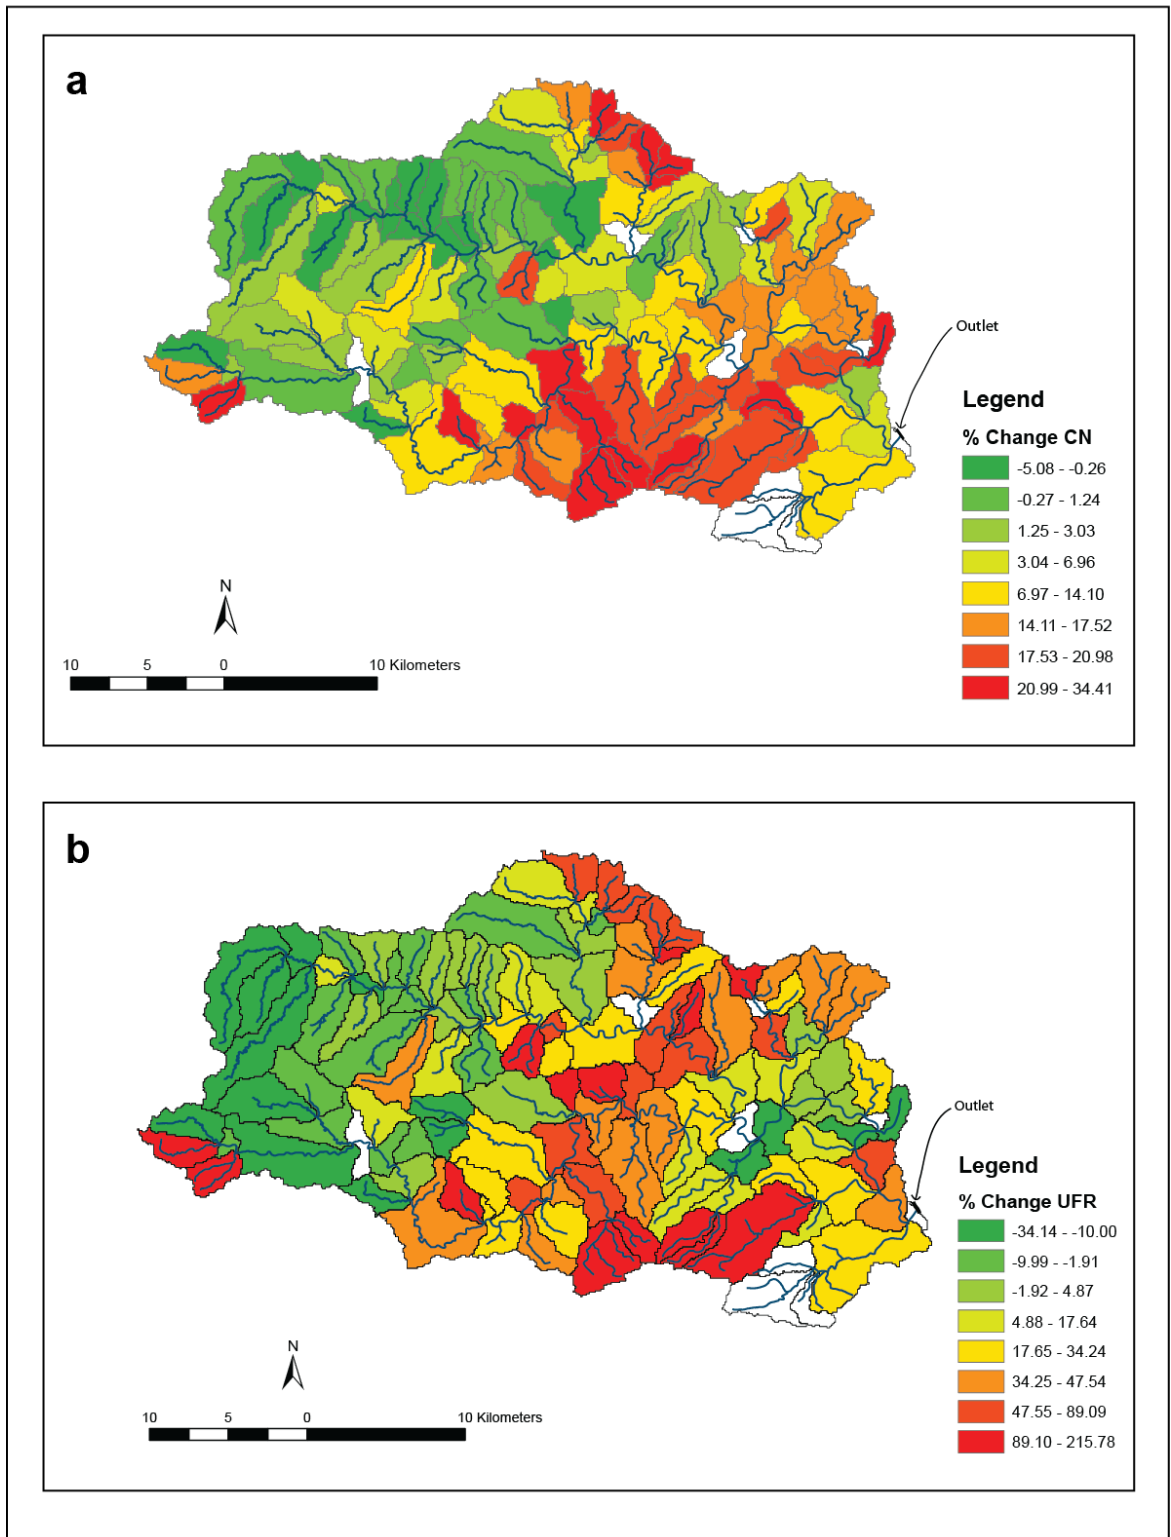 a
Outlet
Legend
% Change CN
-5.08 - -0.26
-0.27 - 1.24
1.25 - 3.03
3.04 - 6.96
6.97 - 14.10
14.11 - 17.52
17.53 - 20.98
20.99 - 34.41
N
10 5 0 10 Kilometers
b
Outlet
Legend
% Change UFR
-34.14 - -10.00
-9.99 - -1.91
-1.92 - 4.87
4.88 - 17.64
17.65 - 34.24
34.25 - 47.54
47.55 - 89.09
89.10 - 215.78
N
10 5 0 10 Kilometers